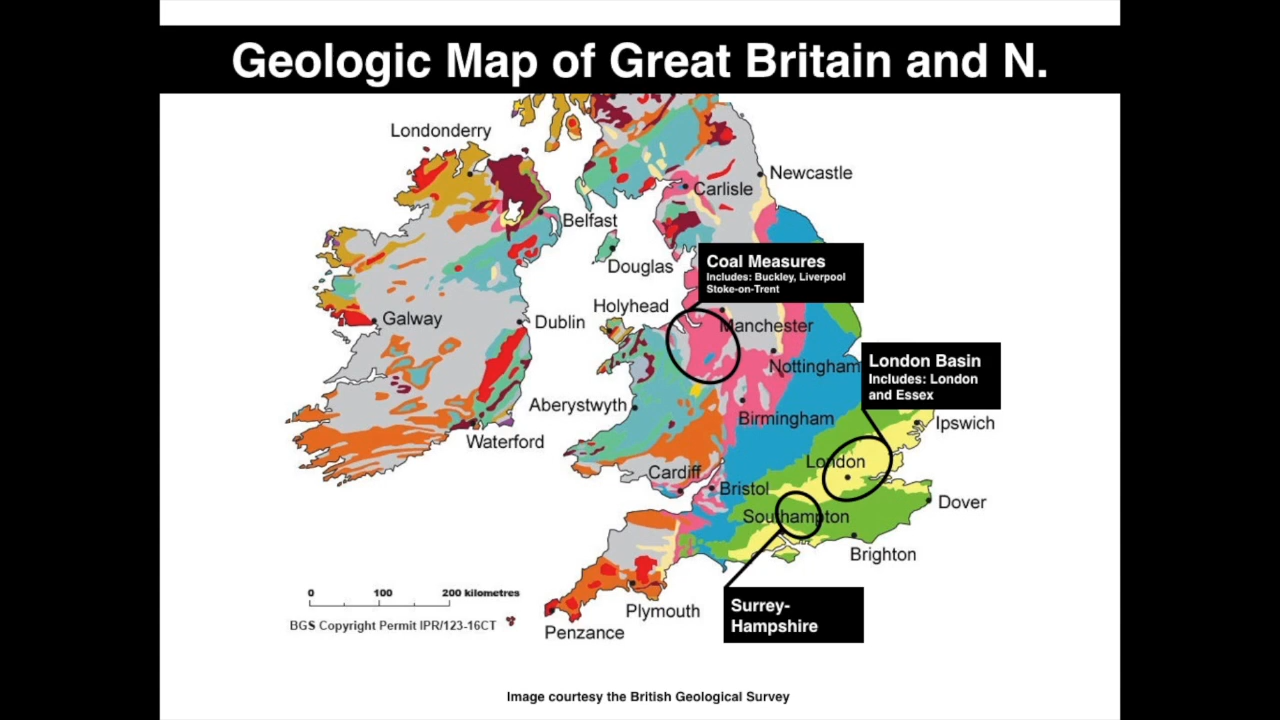 Geologic Map of Great Britain and N.
Londonderry
Newcastle
Carlisle
Belfast
Douglas
Coal Measures
Includes: Buckley, Liverpool
Stoke-on-Trent
Holyhead
Galway
Dublin
Manchester
Nottingham
London Basin
Includes: London
and Essex
Aberystwyth
Birmingham
Ipswich
Waterford
London
Cardiff
Bristol
Dover
Southampton
Brighton
0 100 200 kilometres
BGS Copyright Permit IPR/123-16CT
Plymouth
Penzance
Surrey-
Hampshire
Image courtesy the British Geological Survey